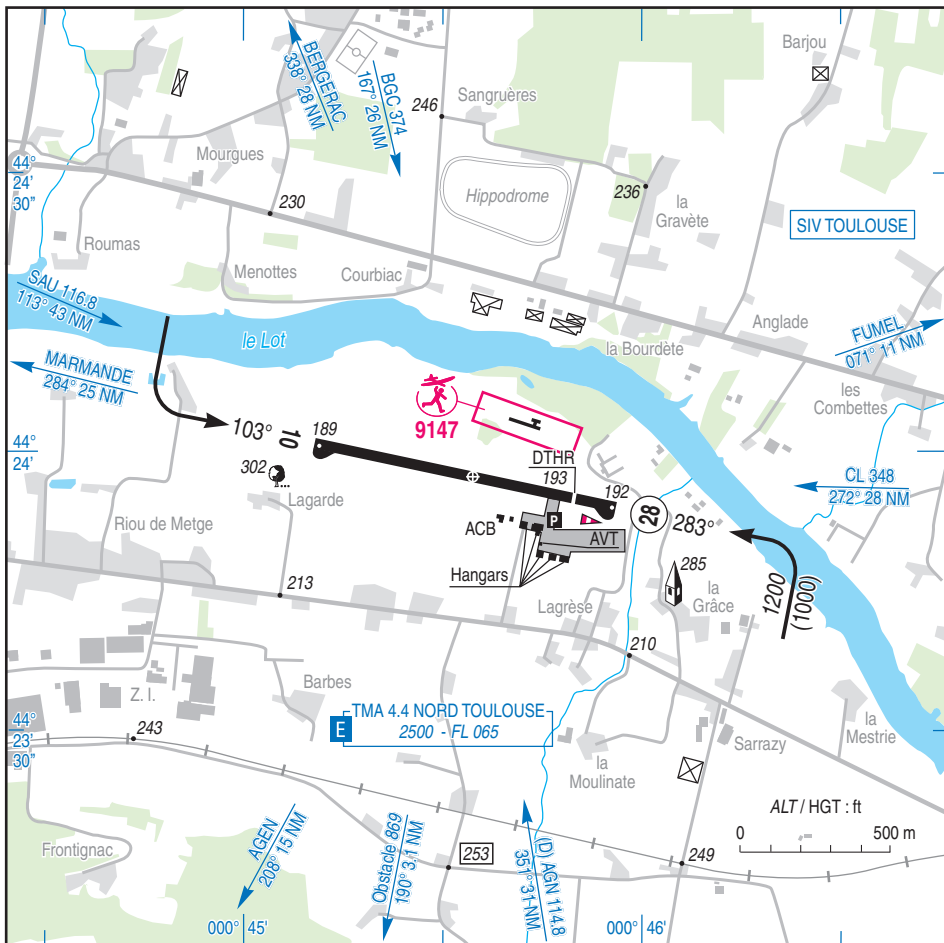 BERGERAC
338° 28 NM
BGC 374
167° 26 NM
Barjou
246
Sangruères
Mourgues
44°
24'
30"
230
Hippodrome
236
la
Gravète
SIV TOULOUSE
Roumas
Menottes
Courbiac
SAU 116.8
113° 43 NM
le Lot
Anglade
FUMEL
071° 11 NM
la Bourdète
MARMANDE
284° 25 NM
les
Combettes
9147
103°
10
189
44°
24'
DTHR
193
302
192
CL 348
272° 28 NM
Lagarde
28
283°
Riou de Metge
ACB
P
AVT
285
Hangars
la
Grâce
1200
(1000)
213
Lagrèse
210
Z. I.
Barbes
TMA 4.4 NORD TOULOUSE
E
2500 - FL 065
44°
23'
30"
243
Sarrazy
la
Mestrie
la
Moulinate
ALT / HGT : ft
0
500 m
Frontignac
AGEN
208° 15 NM
Obstacle 869
190° 3.1 NM
253
(D) AGN 114.8
351° 31 NM
249
000° 45'
000° 46'